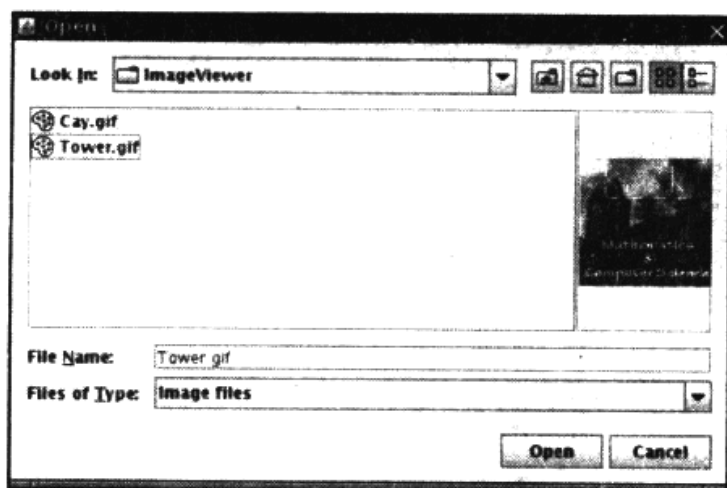 Open
Look In: ImageViewer
Cay.gif
Tower.gif
Mathematics
&
Computer Science
File Name: Tower gif
Files of Type: Image files
Open Cancel